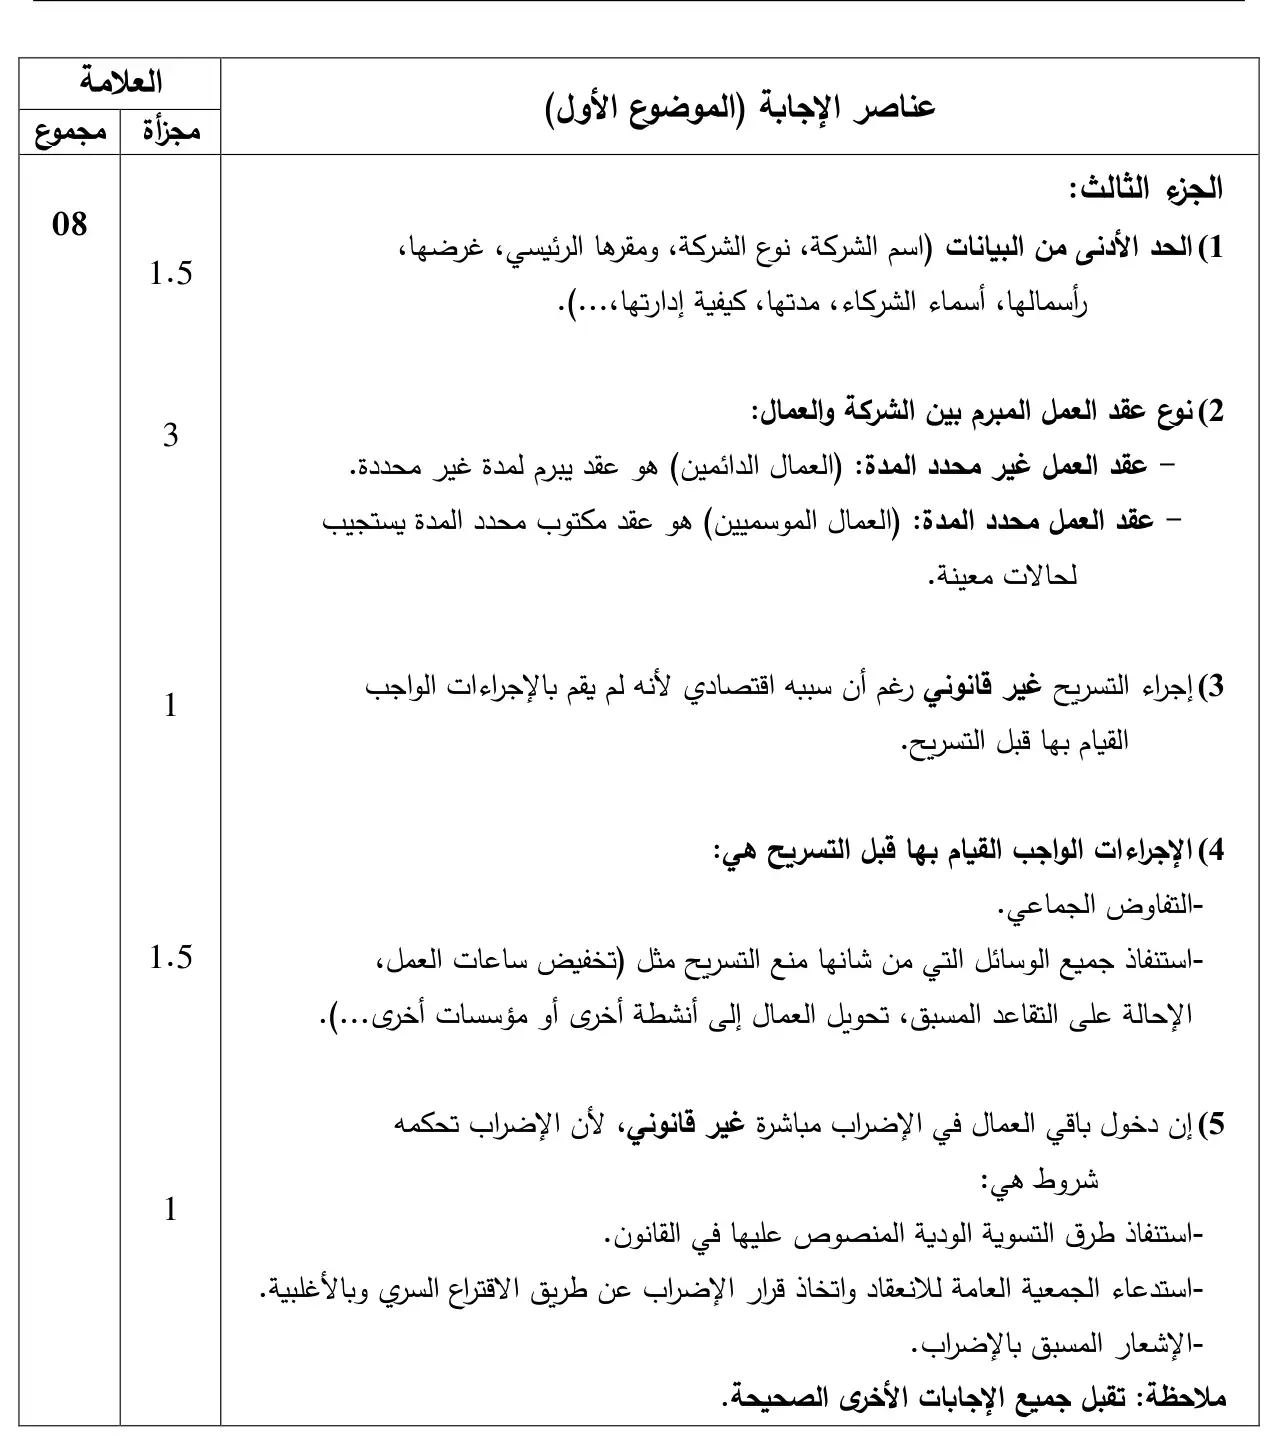 العلامة
عناصر الإجابة (الموضوع الأول)
مجزأة
مجموع
الجزء الثالث:
08
1) الحد الأدنى من البيانات (اسم الشركة، نوع الشركة، ومقرها الرئيسي، غرضها،
1.5
رأسمالها، أسماء الشركاء، مدتها، كيفية إدارتها،...).
2) نوع عقد العمل المبرم بين الشركة والعمال:
3
- عقد العمل غير محدد المدة: (العمال الدائمين) هو عقد يبرم لمدة غير محددة.
- عقد العمل محدد المدة: (العمال الموسميين) هو عقد مكتوب محدد المدة يستجيب
لحالات معينة.
3) إجراء التسريح غير قانوني رغم أن سببه اقتصادي لأنه لم يقم بالإجراءات الواجب
1
القيام بها قبل التسريح.
4) الإجراءات الواجب القيام بها قبل التسريح هي:
-التفاوض الجماعي.
-استنفاذ جميع الوسائل التي من شانها منع التسريح مثل (تخفيض ساعات العمل،
1.5
الإحالة على التقاعد المسبق، تحويل العمال إلى أنشطة أخرى أو مؤسسات أخرى...).
5) إن دخول باقي العمال في الإضراب مباشرة غير قانوني، لأن الإضراب تحكمه
شروط هي:
1
-استنفاذ طرق التسوية الودية المنصوص عليها في القانون.
-استدعاء الجمعية العامة للانعقاد واتخاذ قرار الإضراب عن طريق الاقتراع السري وبالأغلبية.
-الإشعار المسبق بالإضراب.
ملاحظة: تقبل جميع الإجابات الأخرى الصحيحة.